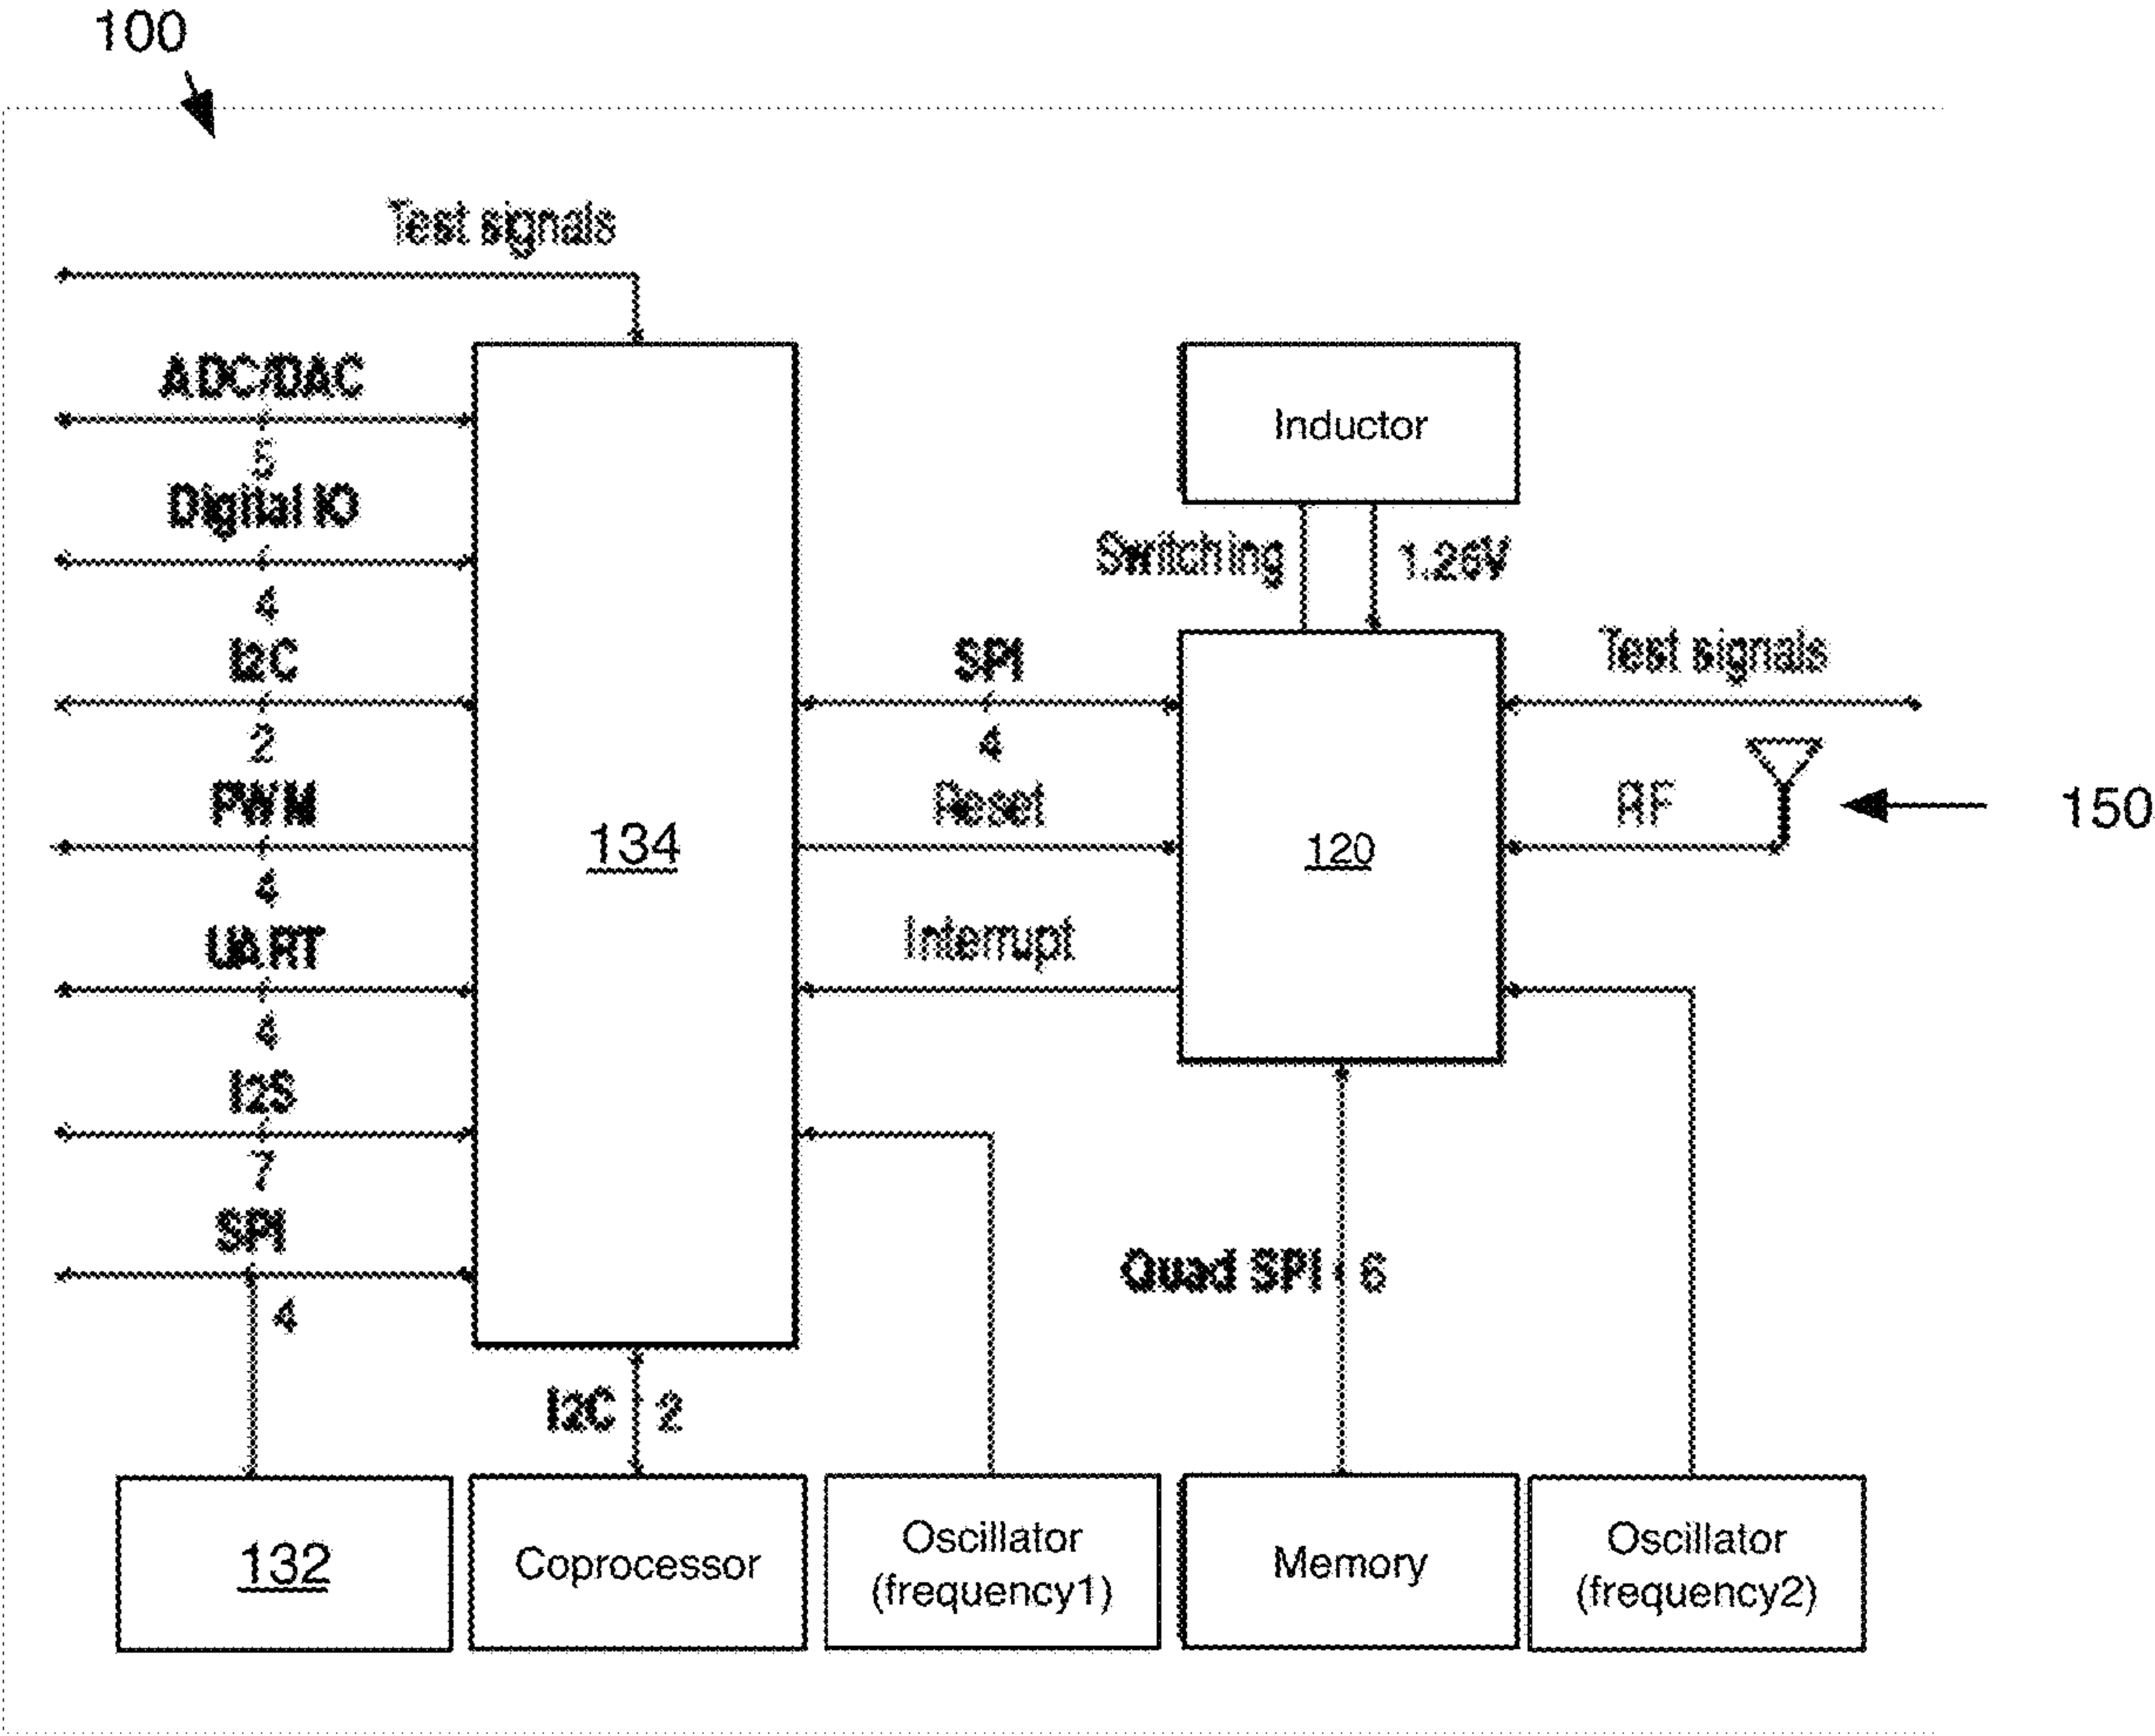 100
Test signals
ADC/DAC
5
Digital IO
4
I2C
2
PWM
4
UART
4
I2S
7
SPI
4
134
I2C 2
SPI
4
Reset
Interrupt
Inductor
Switching 1.26V
120
Test signals
RF
150
Quad SPI 6
132
Coprocessor
Oscillator
(frequency1)
Memory
Oscillator
(frequency2)